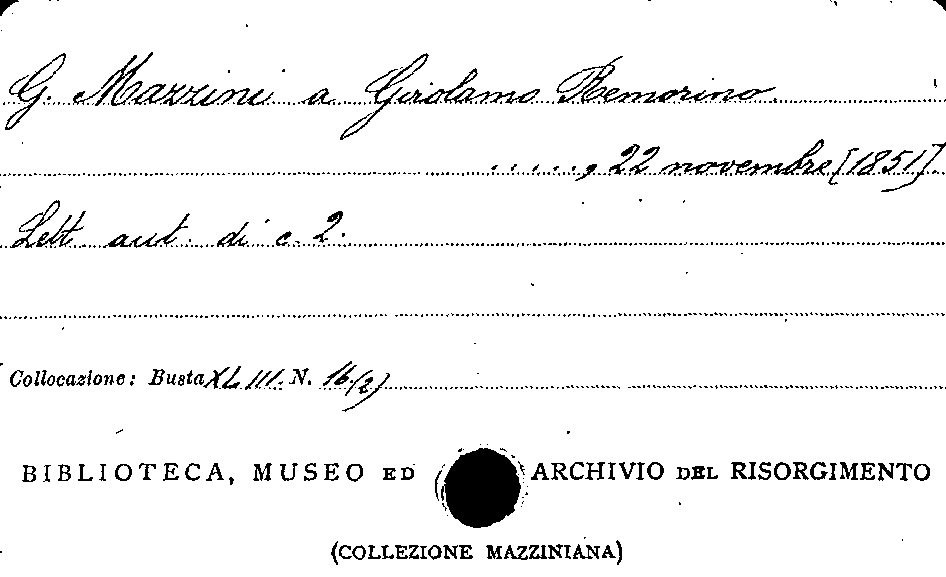 G. Mazzini a Girolamo Remorino.
....., 22 novembre [1851].
Lett. aut. di c. 2.
Collocazione: Busta XLIII. N. 16(2)
BIBLIOTECA, MUSEO ED ARCHIVIO DEL RISORGIMENTO
(COLLEZIONE MAZZINIANA)